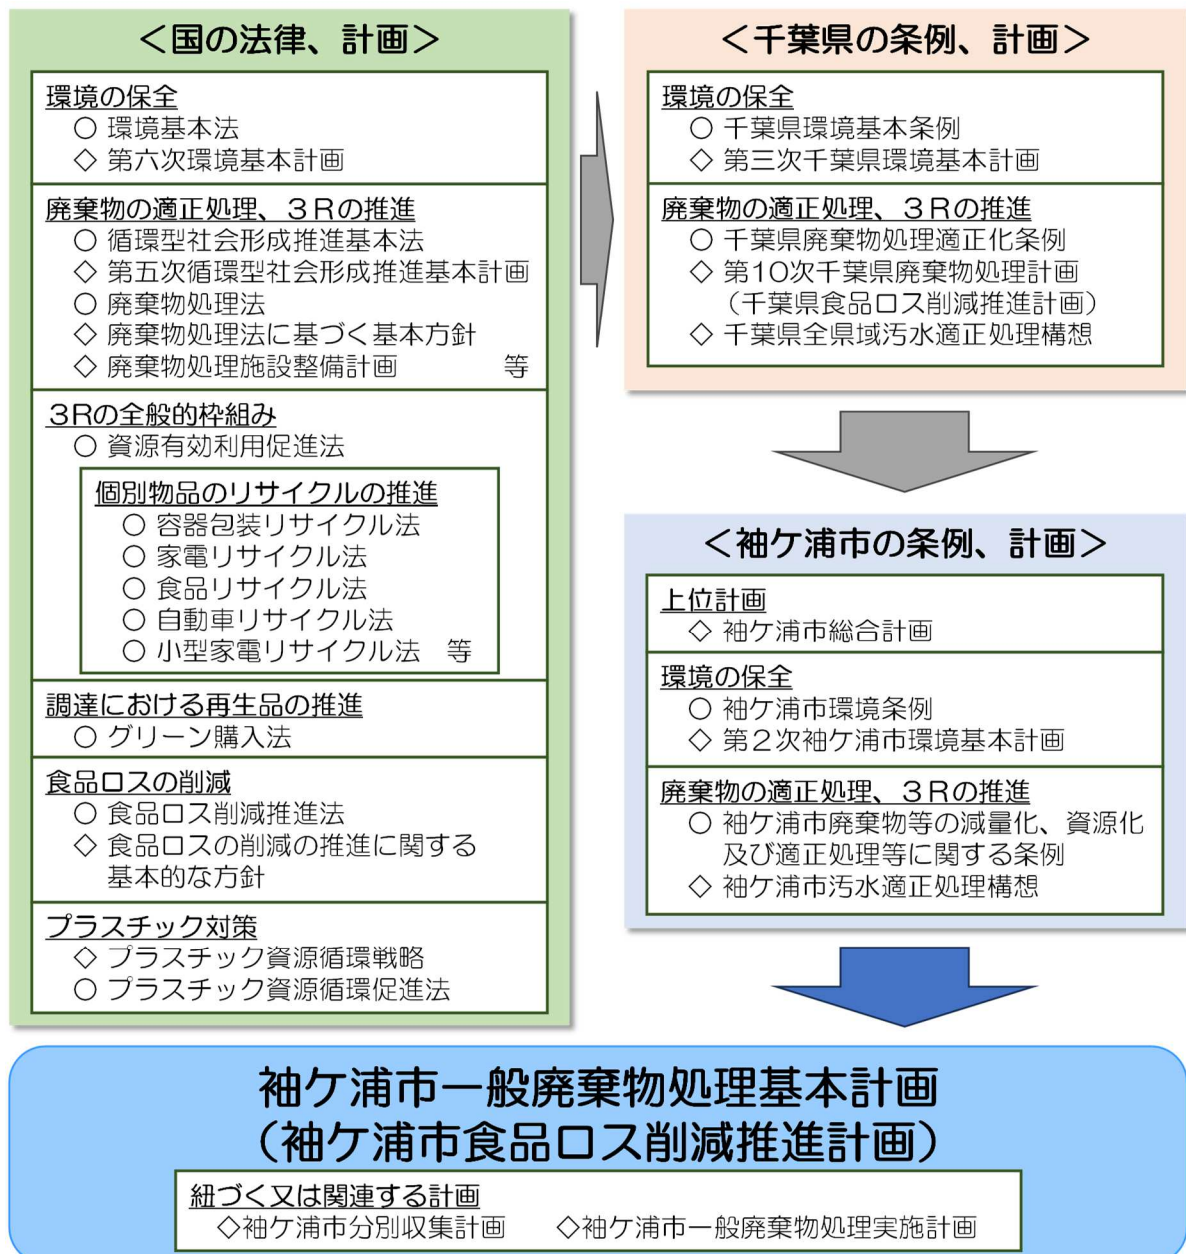 ＜国の法律、計画＞
環境の保全
○ 環境基本法
◇ 第六次環境基本計画
廃棄物の適正処理、３Ｒの推進
○ 循環型社会形成推進基本法
◇ 第五次循環型社会形成推進基本計画
○ 廃棄物処理法
◇ 廃棄物処理法に基づく基本方針
◇ 廃棄物処理施設整備計画　　　等
３Rの全般的枠組み
○ 資源有効利用促進法
個別物品のリサイクルの推進
○ 容器包装リサイクル法
○ 家電リサイクル法
○ 食品リサイクル法
○ 自動車リサイクル法
○ 小型家電リサイクル法　等
調達における再生品の推進
○ グリーン購入法
食品ロスの削減
○ 食品ロス削減推進法
◇ 食品ロスの削減の推進に関する
基本的な方針
プラスチック対策
◇ プラスチック資源循環戦略
○ プラスチック資源循環促進法
＜千葉県の条例、計画＞
環境の保全
○ 千葉県環境基本条例
◇ 第三次千葉県環境基本計画
廃棄物の適正処理、３Ｒの推進
○ 千葉県廃棄物処理適正化条例
◇ 第10次千葉県廃棄物処理計画
（千葉県食品ロス削減推進計画）
◇ 千葉県全県域汚水適正処理構想
＜袖ケ浦市の条例、計画＞
上位計画
◇ 袖ケ浦市総合計画
環境の保全
○ 袖ケ浦市環境条例
◇ 第２次袖ケ浦市環境基本計画
廃棄物の適正処理、３Ｒの推進
○ 袖ケ浦市廃棄物等の減量化、資源化
及び適正処理等に関する条例
◇ 袖ケ浦市汚水適正処理構想
袖ケ浦市一般廃棄物処理基本計画
（袖ケ浦市食品ロス削減推進計画）
紐づく又は関連する計画
◇袖ケ浦市分別収集計画　　◇袖ケ浦市一般廃棄物処理実施計画